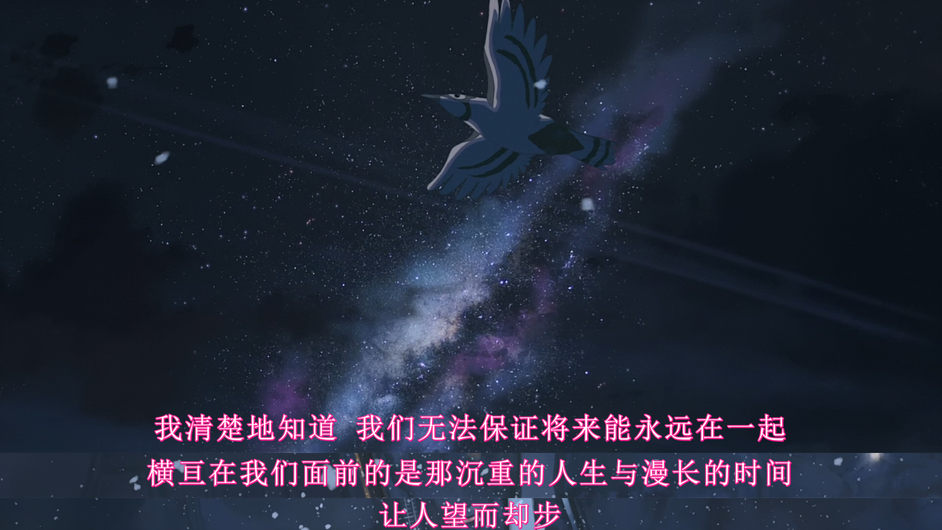 我清楚地知道 我们无法保证将来能永远在一起
横亘在我们面前的是那沉重的人生与漫长的时间
让人望而却步